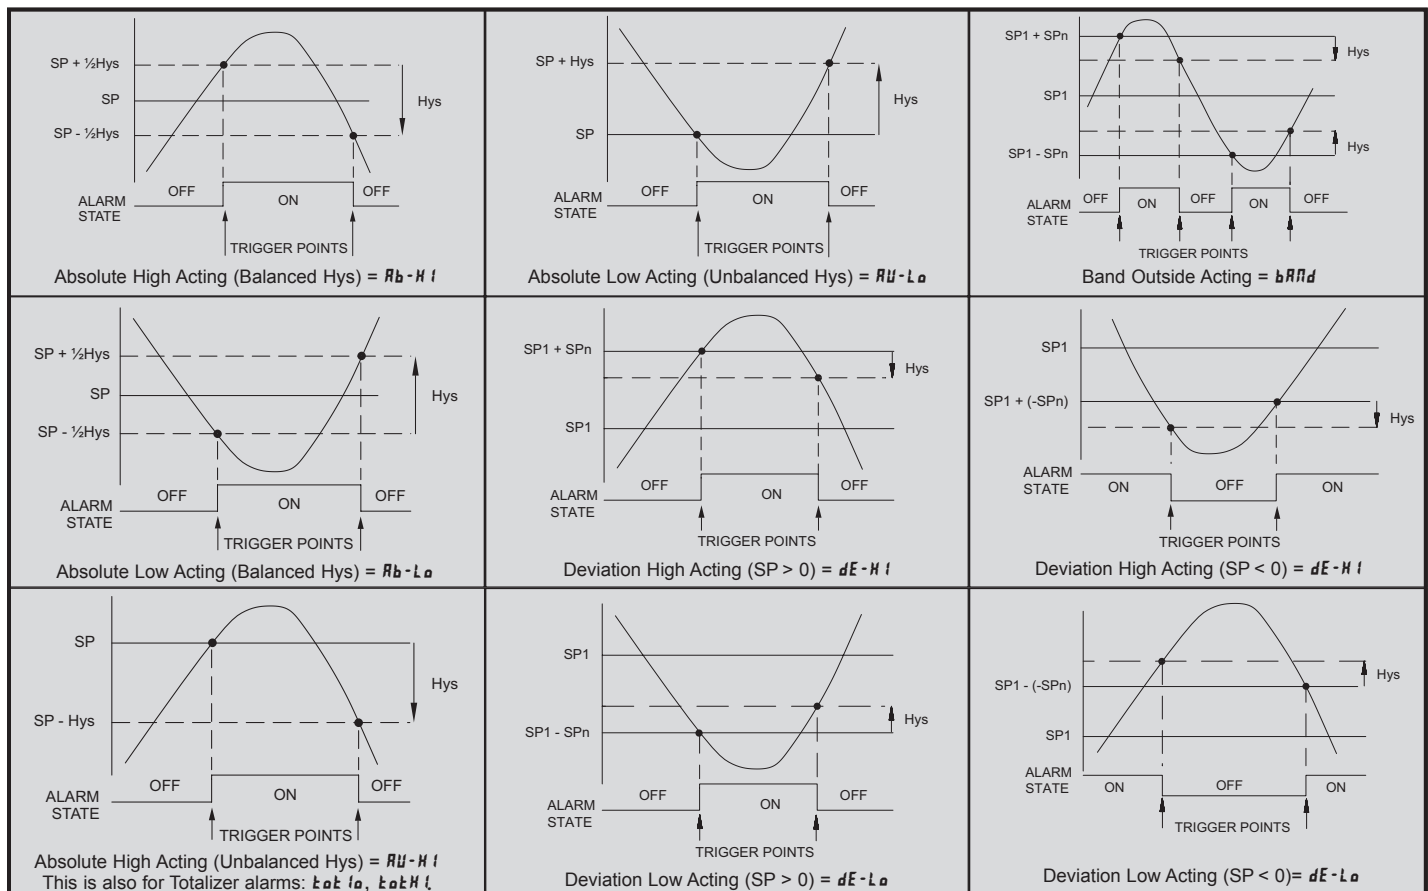 SP + ½Hys
SP
SP - ½Hys
Hys
ALARM
STATE
OFF
ON
OFF
TRIGGER POINTS
Absolute High Acting (Balanced Hys) = Ab-HI
SP + Hys
SP
Hys
ALARM
STATE
OFF
ON
OFF
TRIGGER POINTS
Absolute Low Acting (Unbalanced Hys) = AU-Lo
SP1 + SPn
SP1
SP1 - SPn
Hys
Hys
ALARM
STATE
OFF
ON
OFF
ON
OFF
TRIGGER POINTS
Band Outside Acting = bANd
SP + ½Hys
SP
SP - ½Hys
Hys
ALARM
STATE
OFF
ON
OFF
TRIGGER POINTS
Absolute Low Acting (Balanced Hys) = Ab-Lo
SP1 + SPn
SP1
Hys
ALARM
STATE
OFF
ON
OFF
TRIGGER POINTS
Deviation High Acting (SP > 0) = dE-HI
SP1
SP1 + (-SPn)
Hys
ALARM
STATE
ON
OFF
ON
TRIGGER POINTS
Deviation High Acting (SP < 0) = dE-HI
SP
SP - Hys
Hys
ALARM
STATE
OFF
ON
OFF
TRIGGER POINTS
Absolute High Acting (Unbalanced Hys) = AU-HI
This is also for Totalizer alarms: totlo, totHI.
SP1
SP1 - SPn
Hys
ALARM
STATE
OFF
ON
OFF
TRIGGER POINTS
Deviation Low Acting (SP > 0) = dE-Lo
SP1 - (-SPn)
SP1
Hys
ALARM
STATE
ON
OFF
ON
TRIGGER POINTS
Deviation Low Acting (SP < 0)= dE-Lo